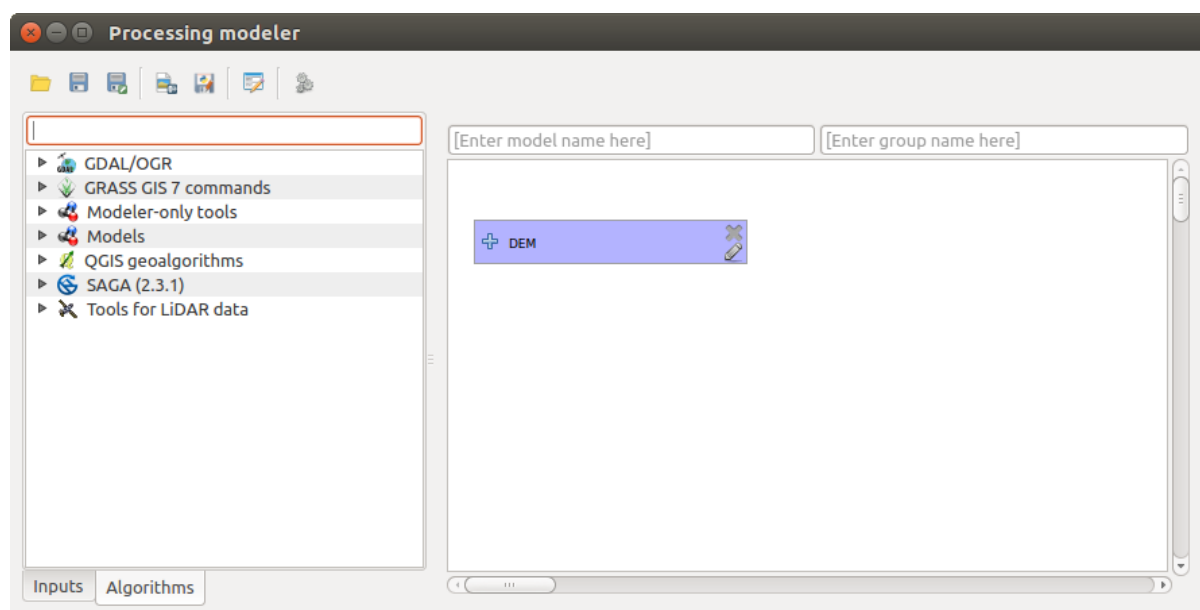 Processing modeler
[Enter model name here]
[Enter group name here]
GDAL/OGR
GRASS GIS 7 commands
Modeler-only tools
Models
QGIS geoalgorithms
SAGA (2.3.1)
Tools for LiDAR data
DEM
Inputs
Algorithms